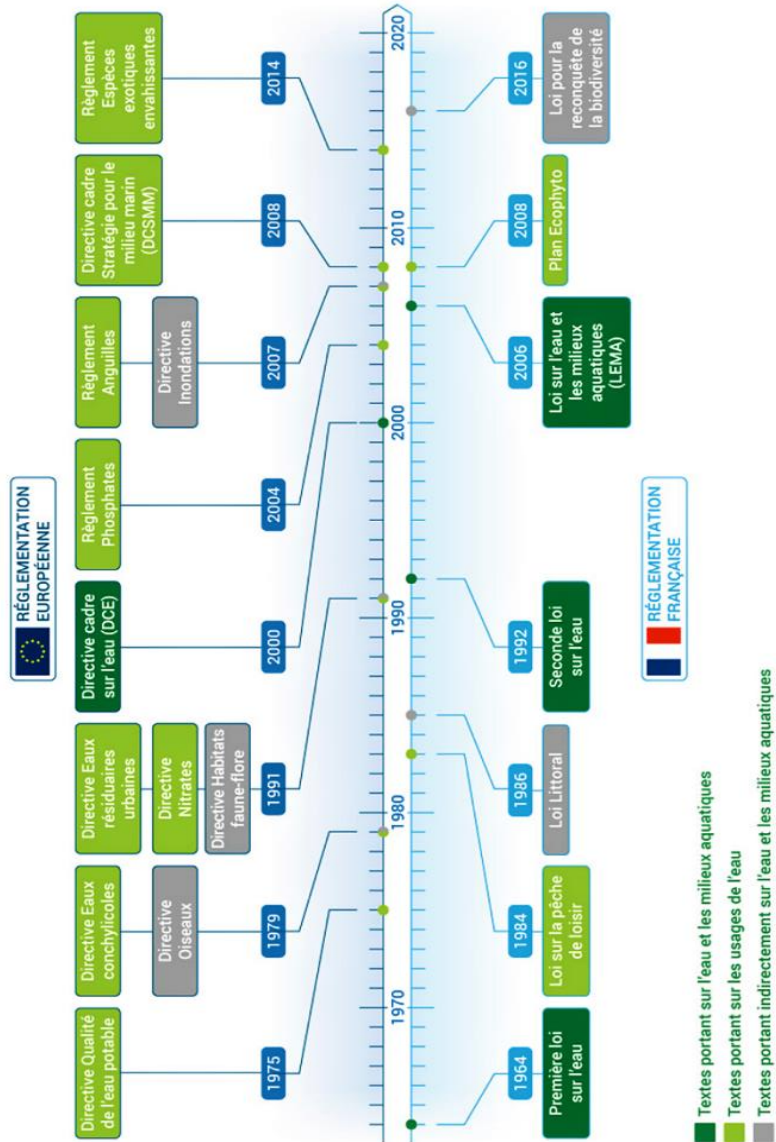 RÉGLEMENTATION
EUROPÉENNE
Directive Qualité
de l'eau potable
1975
Directive Eaux
conchylicoles
Directive
Oiseaux
1979
Directive Eaux
résiduaires
urbaines
Directive
Nitrates
Directive Habitats
faune-flore
1991
Directive cadre
sur l'eau (DCE)
2000
Règlement
Phosphates
2004
Règlement
Anguilles
Directive
Inondations
2007
Directive cadre
Stratégie pour le
milieu marin
(DCSMM)
2008
Règlement
Espèces
exotiques
envahissantes
2014
1970
1980
1990
2000
2010
2020
1964
Première loi
sur l'eau
1984
Loi sur la pêche
de loisir
1986
Loi Littoral
1992
Seconde loi
sur l'eau
2006
Loi sur l'eau et
les milieux
aquatiques
(LEMA)
2008
Plan Ecophyto
2016
Loi pour la
reconquête de
la biodiversité
RÉGLEMENTATION
FRANÇAISE
Textes portant sur l'eau et les milieux aquatiques
Textes portant sur les usages de l'eau
Textes portant indirectement sur l'eau et les milieux aquatiques